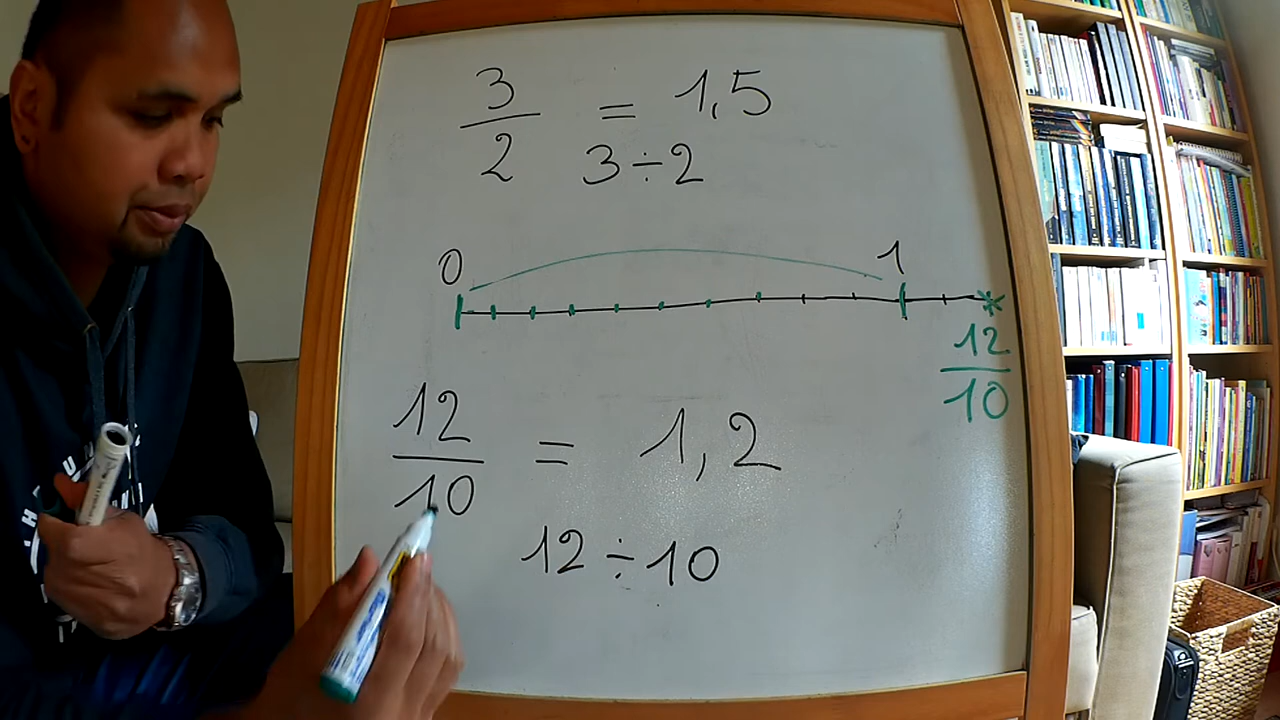 3/2 = 1,5
3÷2
0 1
12/10
12/10 = 1,2
12÷10